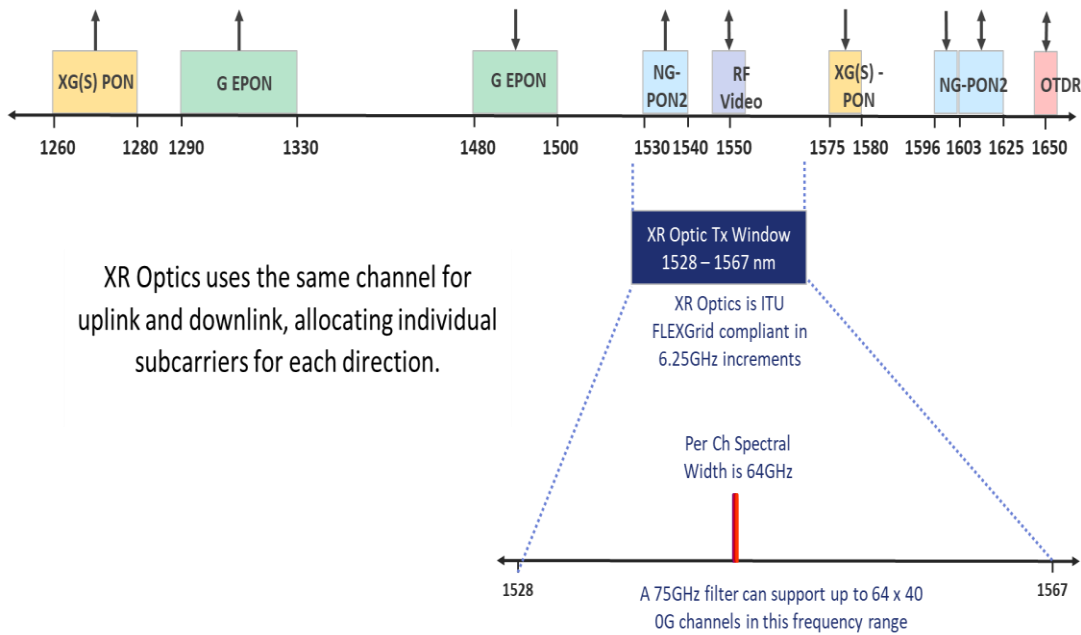 XG(S) PON
G EPON
G EPON
NG-
PON2
RF
Video
XG(S) -
PON
NG-PON2
OTDR
1260
1280
1290
1330
1480
1500
1530
1540
1550
1575
1580
1596
1603
1625
1650
XR Optic Tx Window
1528 – 1567 nm
XR Optics uses the same channel for
uplink and downlink, allocating individual
subcarriers for each direction.
XR Optics is ITU
FLEXGrid compliant in
6.25GHz increments
Per Ch Spectral
Width is 64GHz
1528
1567
A 75GHz filter can support up to 64 x 40
0G channels in this frequency range